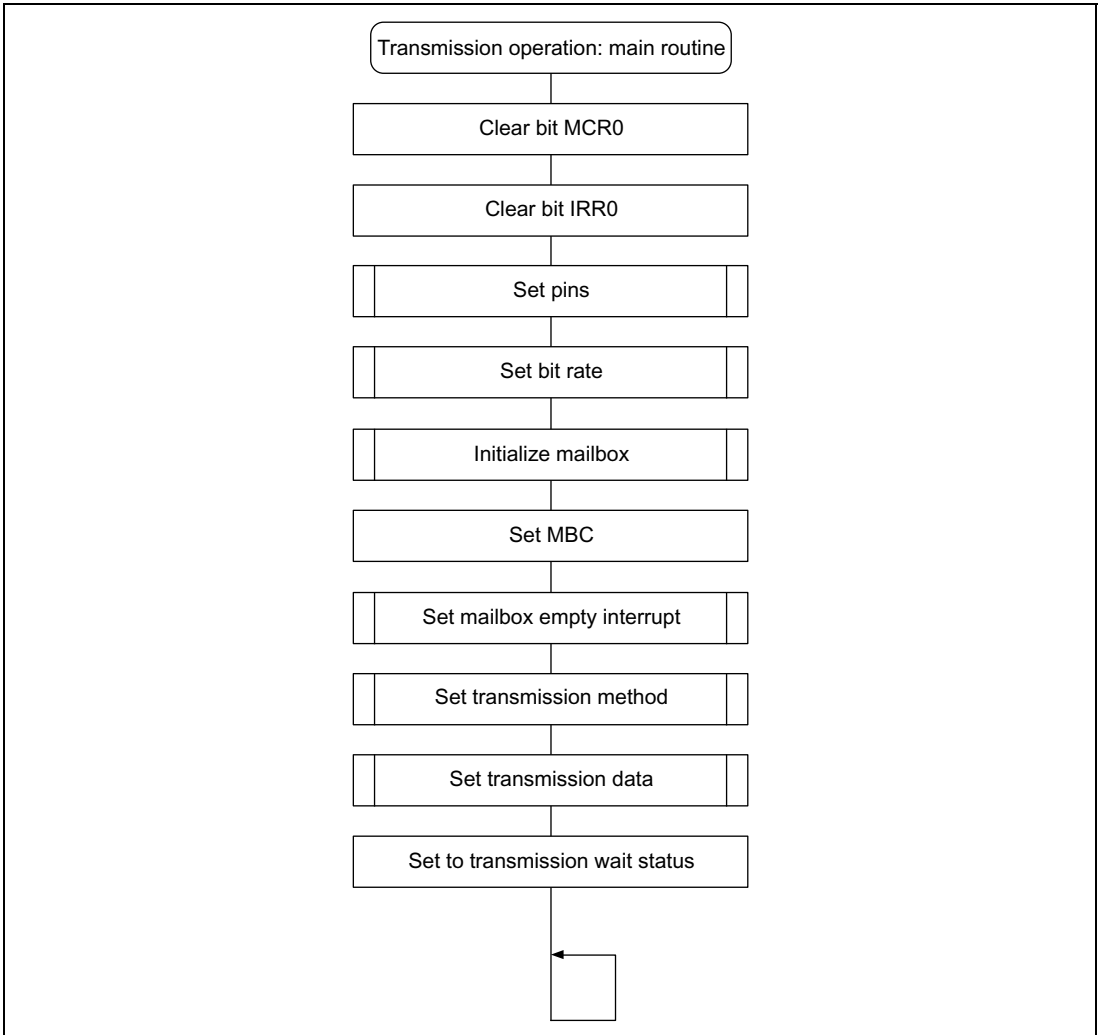 Transmission operation: main routine
Clear bit MCR0
Clear bit IRR0
Set pins
Set bit rate
Initialize mailbox
Set MBC
Set mailbox empty interrupt
Set transmission method
Set transmission data
Set to transmission wait status